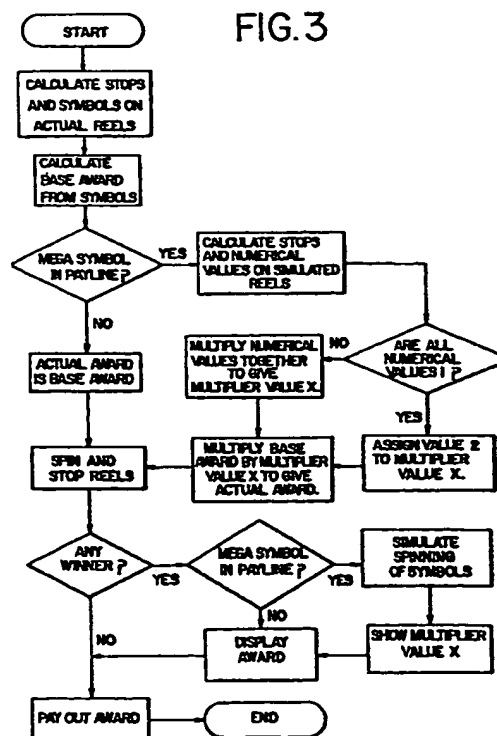 FIG. 3
START
CALCULATE STOPS
AND SYMBOLS ON
ACTUAL REELS
CALCULATE
BASE AWARD
FROM SYMBOLS
MEGA SYMBOL
IN PAYLINE?
YES
CALCULATE STOPS
AND NUMERICAL
VALUES ON SIMULATED
REELS
NO
ACTUAL AWARD
IS BASE AWARD
MULTIPLY NUMERICAL
VALUES TOGETHER
TO GIVE
MULTIPLIER VALUE X.
NO
ARE ALL
NUMERICAL
VALUES 1?
YES
SPIN AND
STOP REELS
MULTIPLY BASE
AWARD BY MULTIPLIER
VALUE X TO GIVE
ACTUAL AWARD.
ASSIGN VALUE 2
TO MULTIPLIER
VALUE X.
ANY
WINNER?
YES
MEGA SYMBOL
IN PAYLINE?
YES
SIMULATE
SPINNING
OF SYMBOLS
NO
NO
DISPLAY
AWARD
SHOW MULTIPLIER
VALUE X
PAY OUT AWARD
END